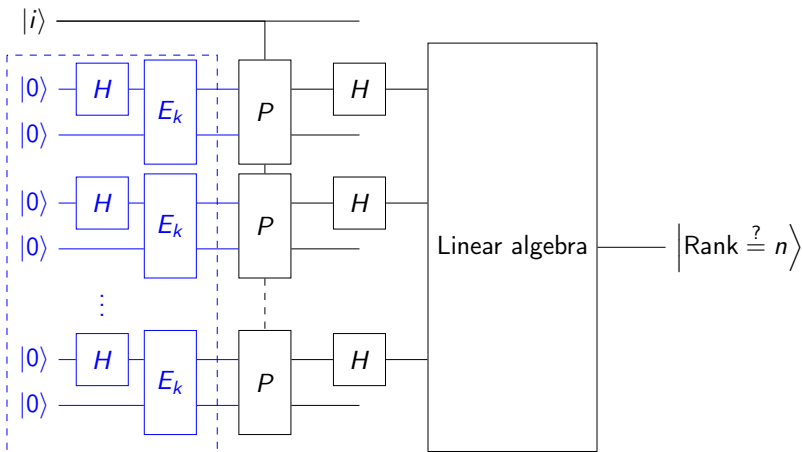 |i⟩
|0⟩ H E_k P H
|0⟩
|0⟩ H E_k P H
|0⟩
Linear algebra |Rank ≟ n⟩
⋮
|0⟩ H E_k P H
|0⟩